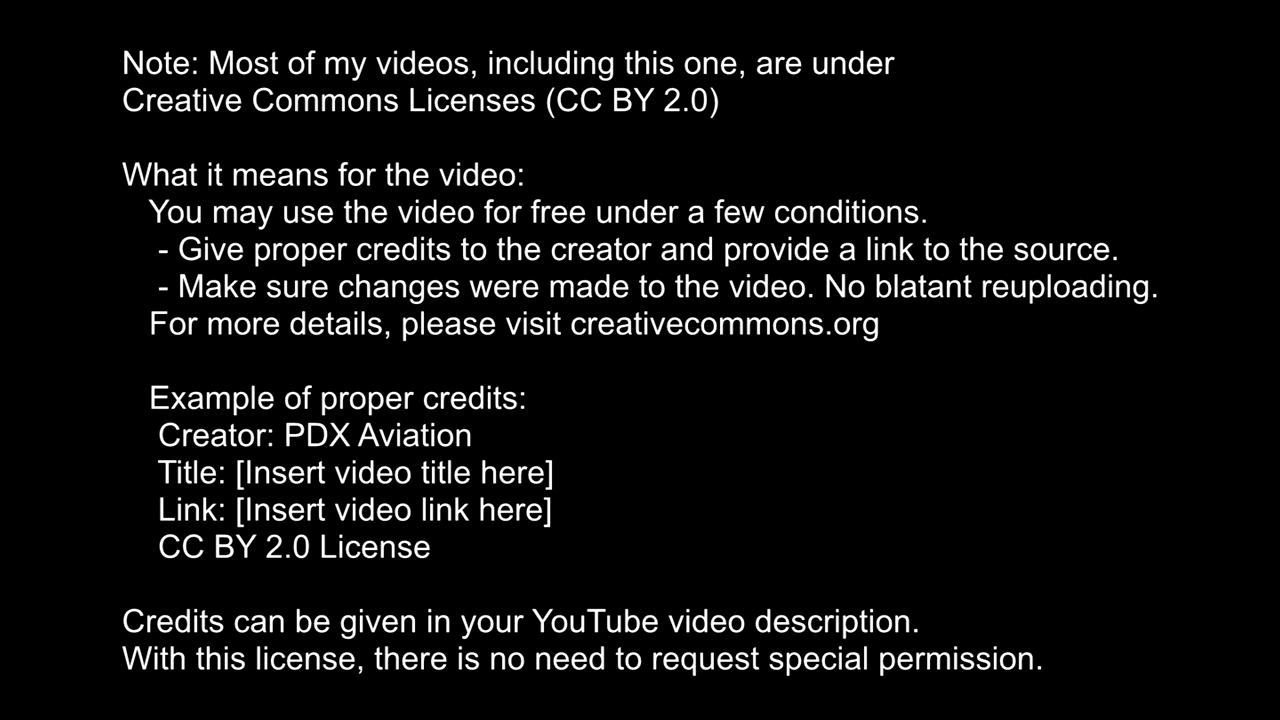 Note: Most of my videos, including this one, are under
Creative Commons Licenses (CC BY 2.0)
What it means for the video:
You may use the video for free under a few conditions.
- Give proper credits to the creator and provide a link to the source.
- Make sure changes were made to the video. No blatant reuploading.
For more details, please visit creativecommons.org
Example of proper credits:
Creator: PDX Aviation
Title: [Insert video title here]
Link: [Insert video link here]
CC BY 2.0 License
Credits can be given in your YouTube video description.
With this license, there is no need to request special permission.